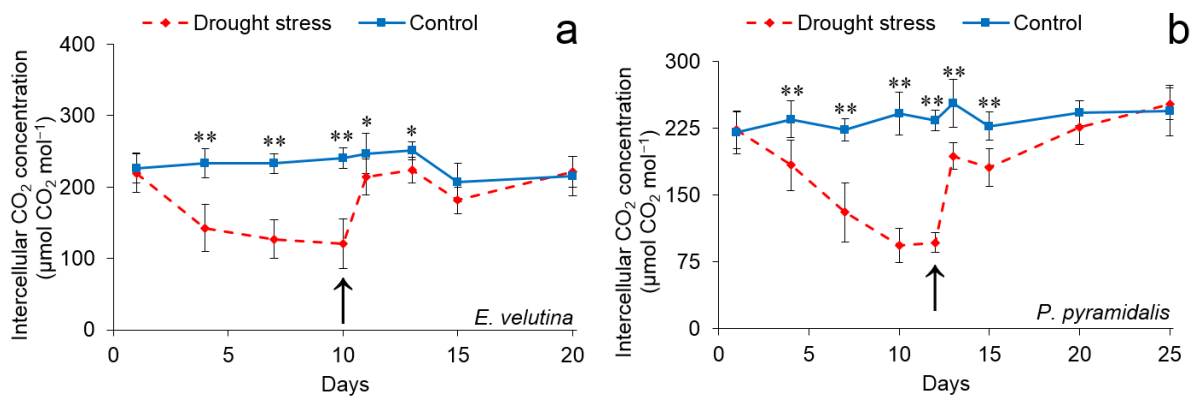 Drought stress
Control
a
Intercellular CO₂ concentration
(µmol CO₂ mol⁻¹)
400
300
200
100
0
**
**
**
*
*
E. velutina
0
5
10
15
20
Days
Drought stress
Control
b
Intercellular CO₂ concentration
(µmol CO₂ mol⁻¹)
300
225
150
75
0
**
**
**
**
**
**
P. pyramidalis
0
5
10
15
20
25
Days